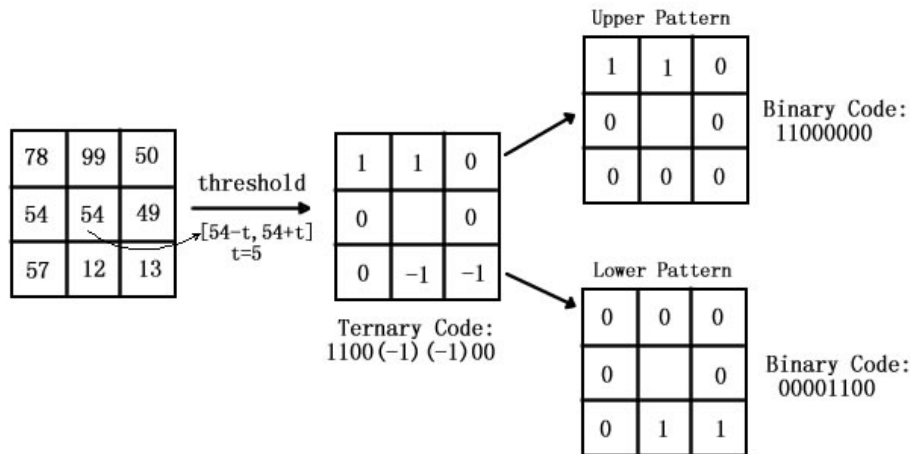 78 99 50
54 54 49
57 12 13
threshold
[54-t, 54+t]
t=5
1 1 0
0 0
0 -1 -1
Ternary Code:
1100(-1)(-1)00
Upper Pattern
1 1 0
0 0
0 0 0
Binary Code:
11000000
Lower Pattern
0 0 0
0 0
0 1 1
Binary Code:
00001100